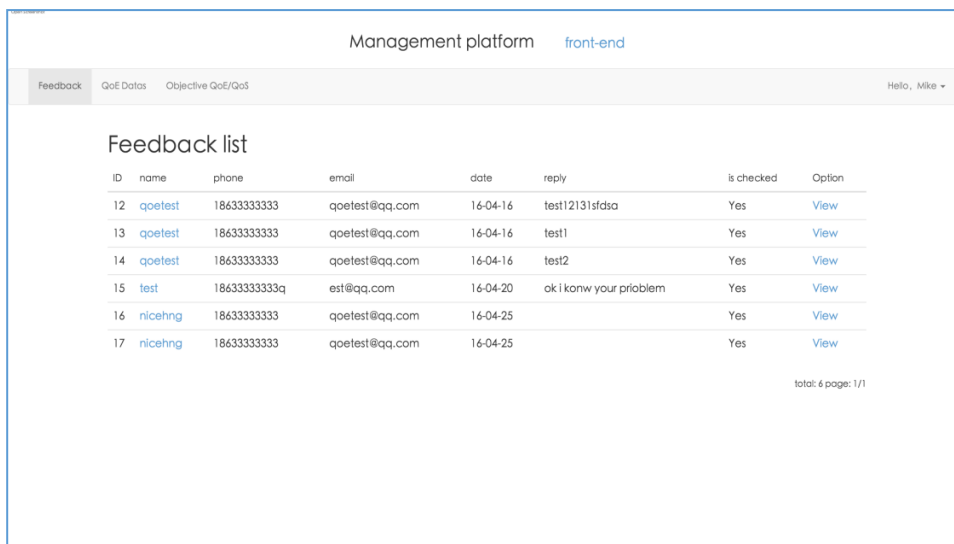 Management platform front-end
Feedback QoE Datas Objective QoE/QoS Hello, Mike
Feedback list
ID name phone email date reply is checked Option
12 qoetest 18633333333 qoetest@qq.com 16-04-16 test12131sfdsa Yes View
13 qoetest 18633333333 qoetest@qq.com 16-04-16 test1 Yes View
14 qoetest 18633333333 qoetest@qq.com 16-04-16 test2 Yes View
15 test 18633333333q est@qq.com 16-04-20 ok i konw your prioblem Yes View
16 nicehng 18633333333 qoetest@qq.com 16-04-25 Yes View
17 nicehng 18633333333 qoetest@qq.com 16-04-25 Yes View
total: 6 page: 1/1